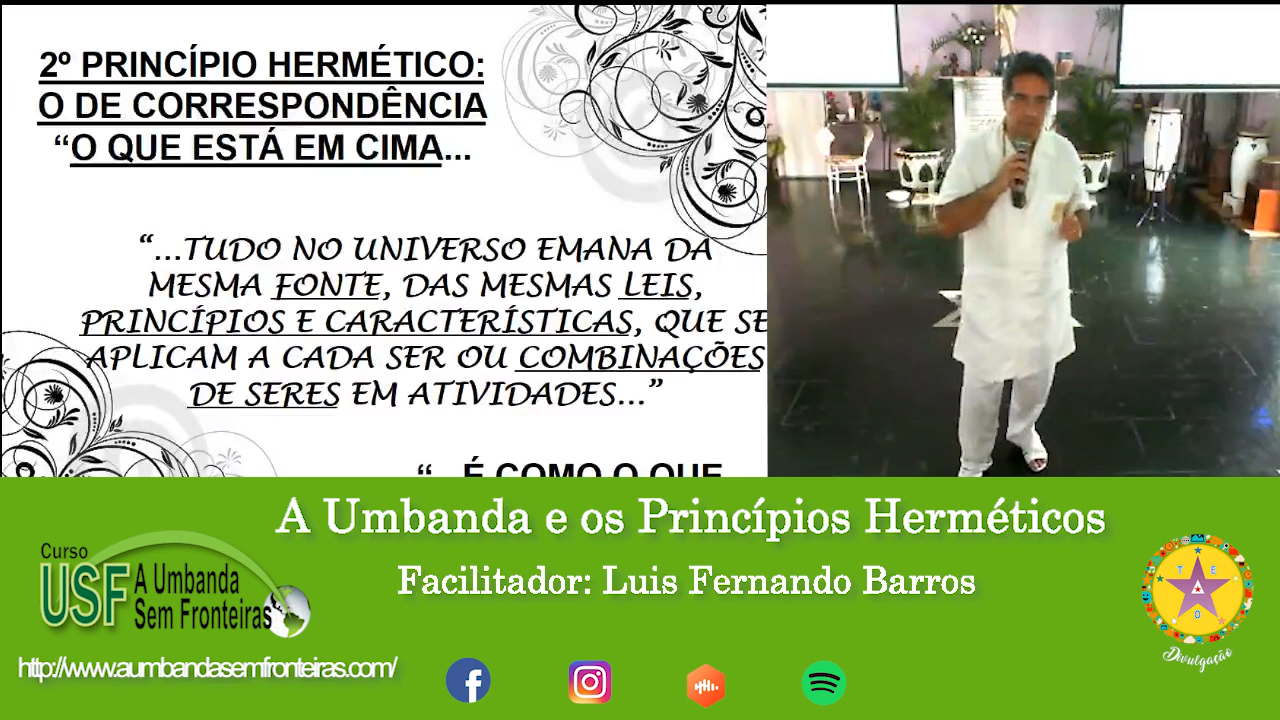 2º PRINCÍPIO HERMÉTICO:
O DE CORRESPONDÊNCIA
“O QUE ESTÁ EM CIMA...
“...TUDO NO UNIVERSO EMANA DA
MESMA FONTE, DAS MESMAS LEIS,
PRINCÍPIOS E CARACTERÍSTICAS, QUE SE
APLICAM A CADA SER OU COMBINAÇÕES
DE SERES EM ATIVIDADES...”
“...É COMO O QUE
A Umbanda e os Princípios Herméticos
Facilitador: Luis Fernando Barros
Curso
USF A Umbanda
Sem Fronteiras
http://www.aumbandasemfronteiras.com/
T E
A
O
Divulgação